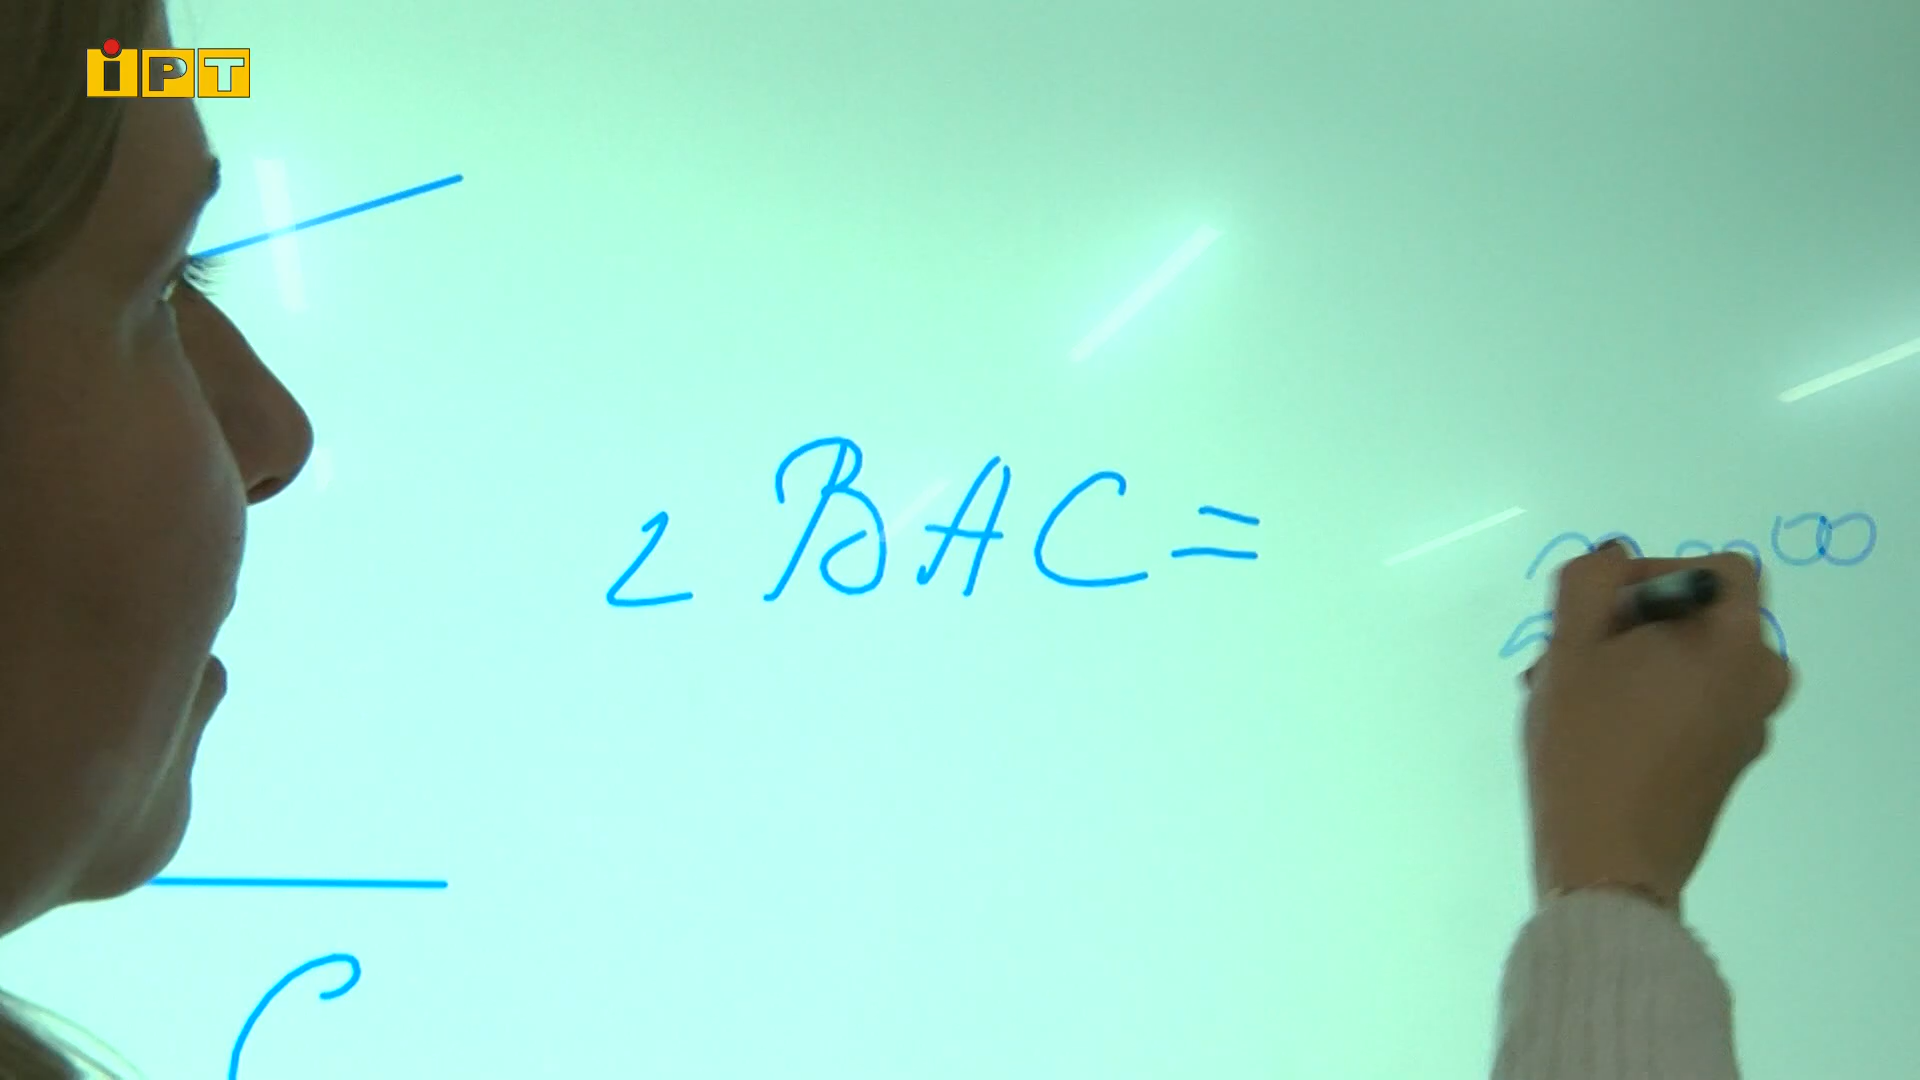 iPT
∠ BAC =
C